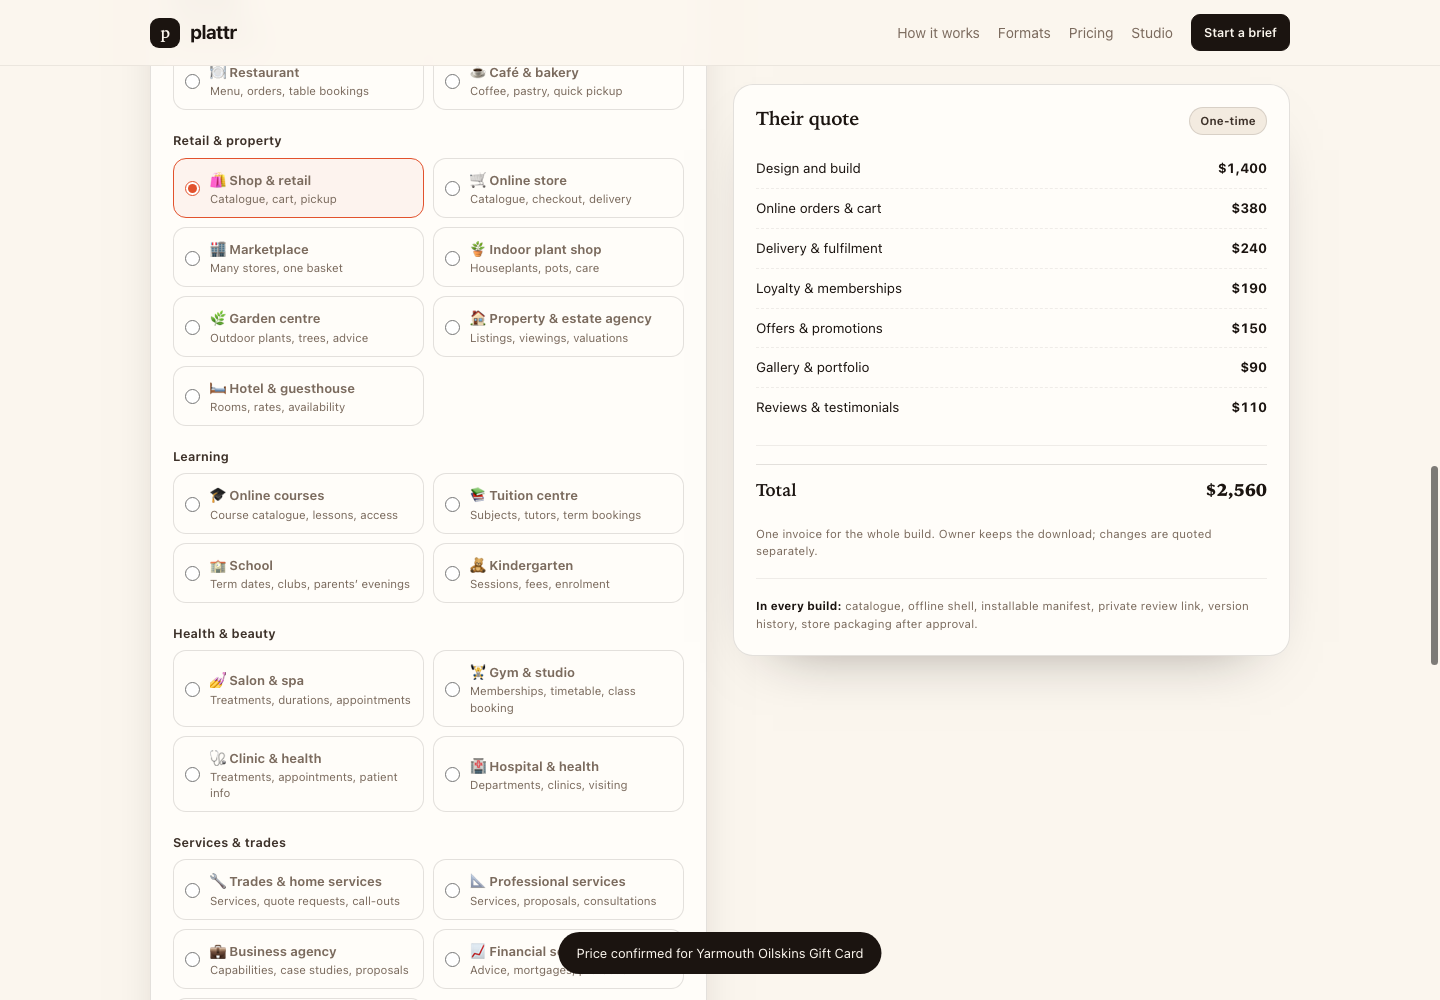 p plattr
How it works Formats Pricing Studio Start a brief
Restaurant
Menu, orders, table bookings
Café & bakery
Coffee, pastry, quick pickup
Retail & property
Shop & retail
Catalogue, cart, pickup
Online store
Catalogue, checkout, delivery
Marketplace
Many stores, one basket
Indoor plant shop
Houseplants, pots, care
Garden centre
Outdoor plants, trees, advice
Property & estate agency
Listings, viewings, valuations
Hotel & guesthouse
Rooms, rates, availability
Learning
Online courses
Course catalogue, lessons, access
Tuition centre
Subjects, tutors, term bookings
School
Term dates, clubs, parents’ evenings
Kindergarten
Sessions, fees, enrolment
Health & beauty
Salon & spa
Treatments, durations, appointments
Gym & studio
Memberships, timetable, class
booking
Clinic & health
Treatments, appointments, patient
info
Hospital & health
Departments, clinics, visiting
Services & trades
Trades & home services
Services, quote requests, call-outs
Professional services
Services, proposals, consultations
Business agency
Capabilities, case studies, proposals
Financial
Advice, mortgages,
Their quote
One-time
Design and build $1,400
Online orders & cart $380
Delivery & fulfilment $240
Loyalty & memberships $190
Offers & promotions $150
Gallery & portfolio $90
Reviews & testimonials $110
Total $2,560
One invoice for the whole build. Owner keeps the download; changes are quoted
separately.
In every build: catalogue, offline shell, installable manifest, private review link, version
history, store packaging after approval.
Price confirmed for Yarmouth Oilskins Gift Card